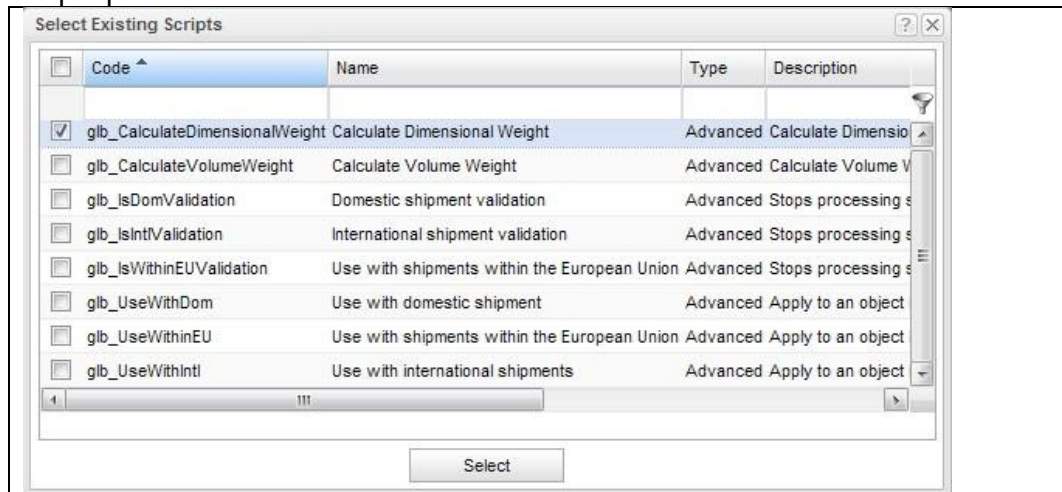 Select Existing Scripts
Code Name Type Description
glb_CalculateDimensionalWeight Calculate Dimensional Weight Advanced Calculate Dimensio
glb_CalculateVolumeWeight Calculate Volume Weight Advanced Calculate Volume W
glb_IsDomValidation Domestic shipment validation Advanced Stops processing s
glb_IsIntlValidation International shipment validation Advanced Stops processing s
glb_IsWithinEUValidation Use with shipments within the European Union Advanced Stops processing s
glb_UseWithDom Use with domestic shipment Advanced Apply to an object
glb_UseWithinEU Use with shipments within the European Union Advanced Apply to an object
glb_UseWithIntl Use with international shipments Advanced Apply to an object
Select